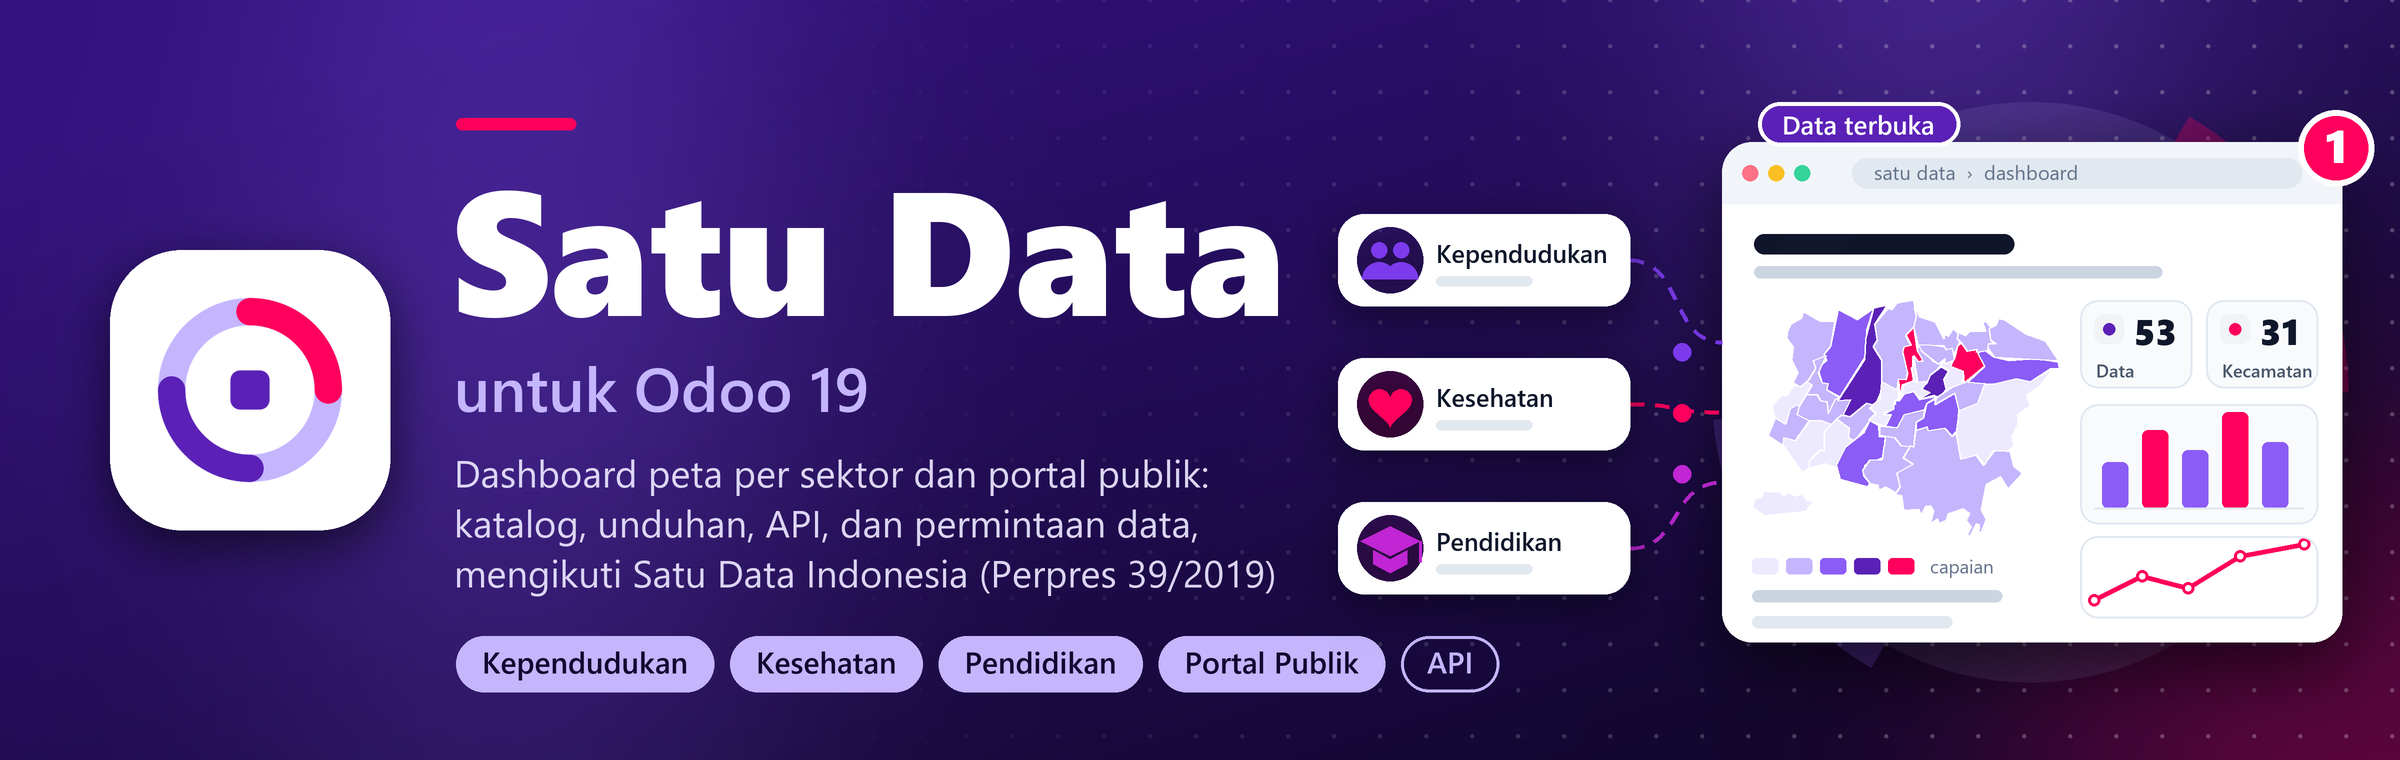 Satu Data
untuk Odoo 19
Dashboard peta per sektor dan portal publik:
katalog, unduhan, API, dan permintaan data,
mengikuti Satu Data Indonesia (Perpres 39/2019)
Kependudukan
Kesehatan
Pendidikan
Portal Publik
API
Kependudukan
Kesehatan
Pendidikan
Data terbuka
1
satu data › dashboard
53
Data
31
Kecamatan
capaian